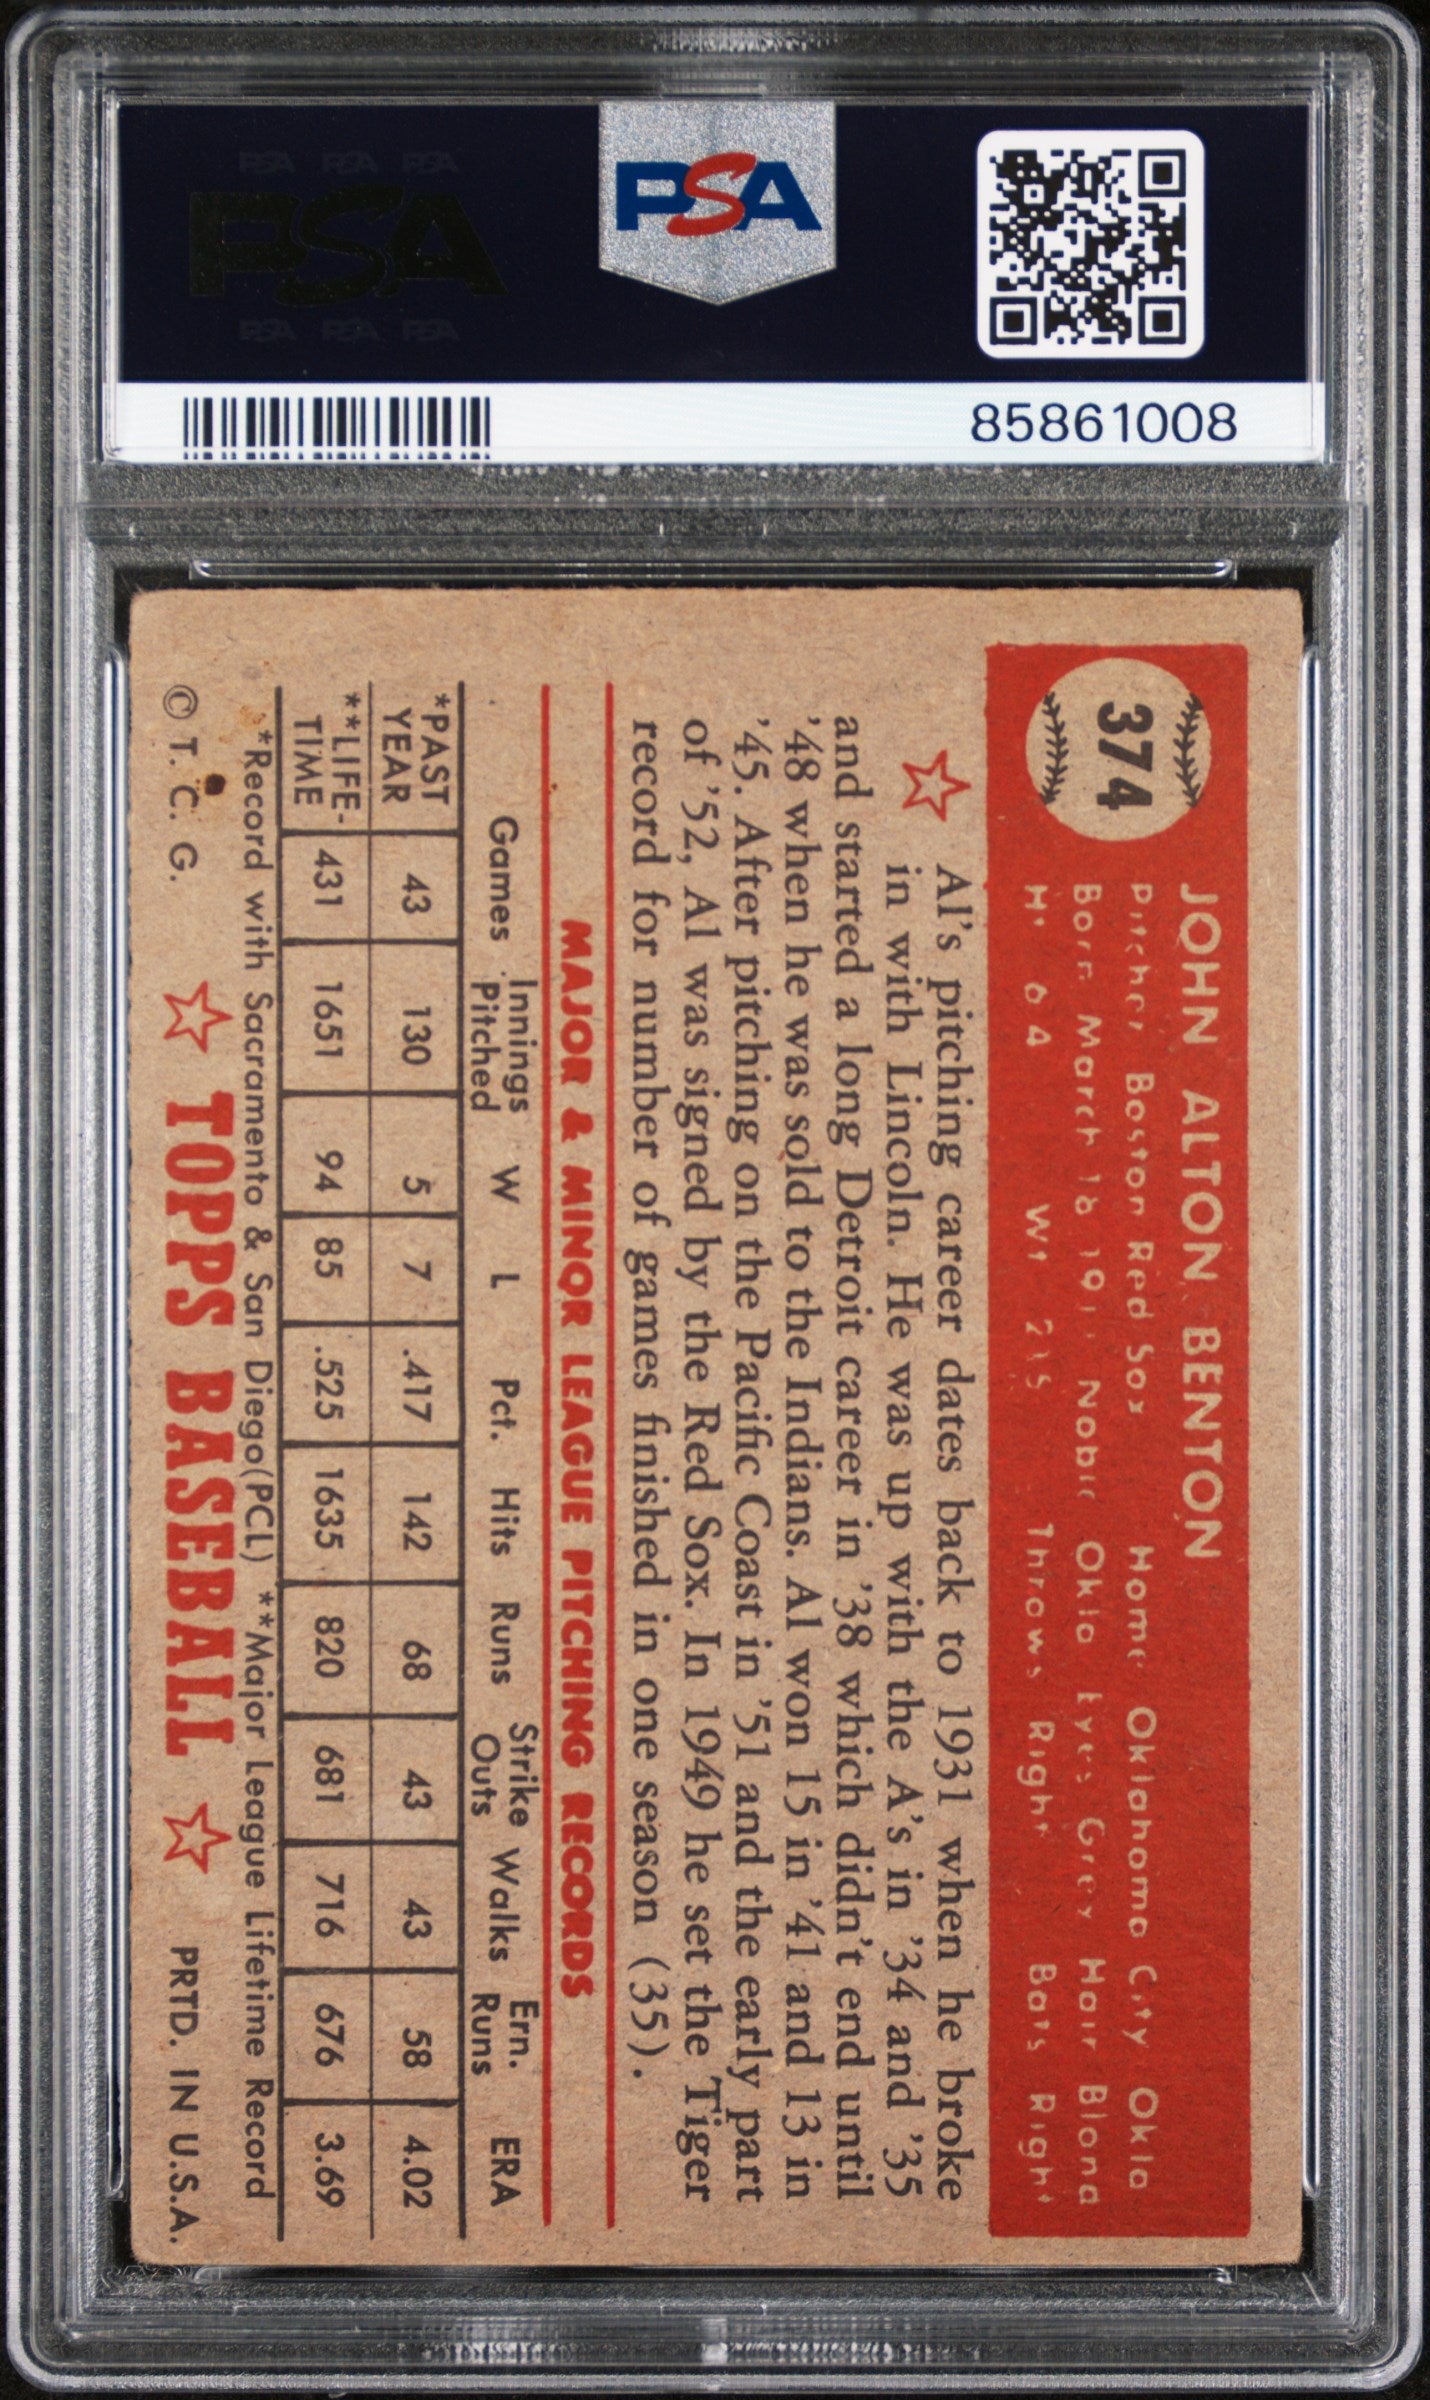 PSA PSA PSA
PSA
PSA PSA PSA
PSA
85861008
374
JOHN ALTON BENTON
Pitcher Boston Red Sox Home Oklahoma City Okla
Born March 18 191 Noble Okla Eyes Grey Hair Blond
Ht 6 4 Wt 215 Throws Right Bats Right
Al's pitching career dates back to 1931 when he broke
in with Lincoln. He was up with the A's in '34 and '35
and started a long Detroit career in '38 which didn't end until
'48 when he was sold to the Indians. Al won 15 in '41 and 13 in
'45. After pitching on the Pacific Coast in '51 and the early part
of '52, Al was signed by the Red Sox. In 1949 he set the Tiger
record for number of games finished in one season (35).
MAJOR & MINOR LEAGUE PITCHING RECORDS
Games Innings Pitched W L Pct. Hits Runs Strike Outs Walks Ern. Runs ERA
*PAST YEAR 43 130 5 7 .417 142 68 43 43 58 4.02
**LIFE-TIME 431 1651 94 85 .525 1635 820 681 716 676 3.69
*Record with Sacramento & San Diego(PCL) **Major League Lifetime Record
© T. C. G. TOPPS BASEBALL PRTD. IN U.S.A.